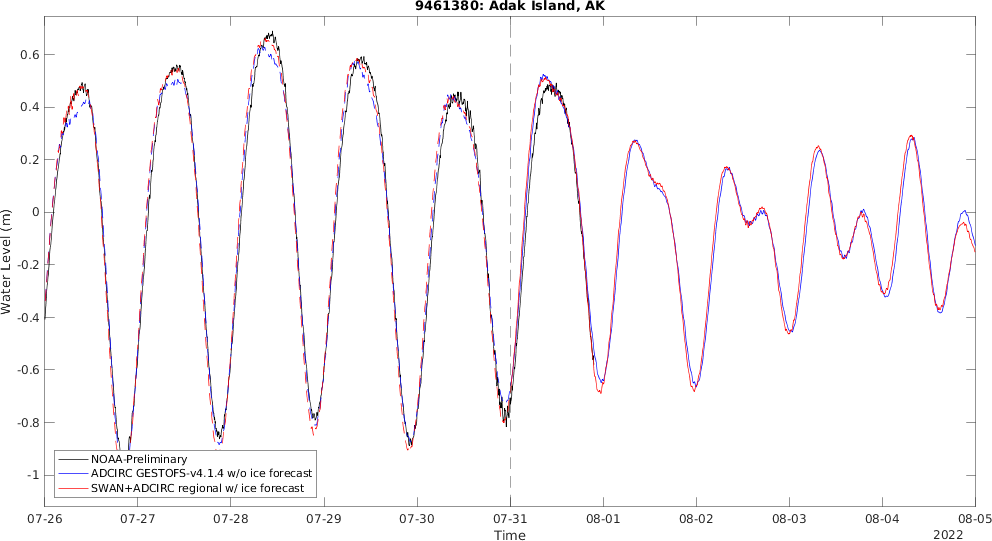 9461380: Adak Island, AK
Water Level (m)
0.6
0.4
0.2
0
-0.2
-0.4
-0.6
-0.8
-1
NOAA-Preliminary
ADCIRC GESTOFS-v4.1.4 w/o ice forecast
SWAN+ADCIRC regional w/ ice forecast
07-26 07-27 07-28 07-29 07-30 07-31 08-01 08-02 08-03 08-04 08-05
Time
2022